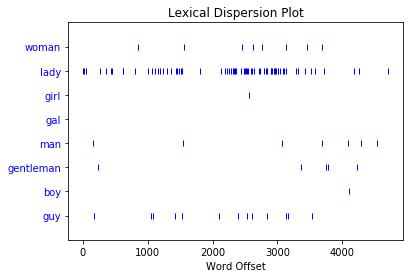 Lexical Dispersion Plot
woman
lady
girl
gal
man
gentleman
boy
guy
0 1000 2000 3000 4000
Word Offset